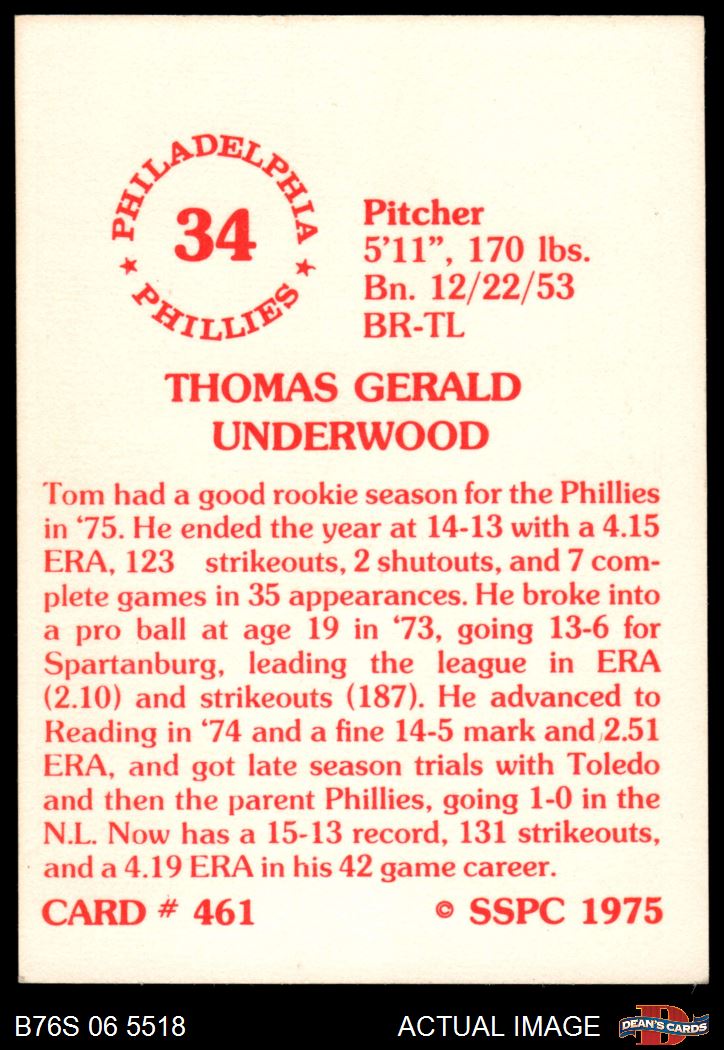 PHILADELPHIA
34
★ PHILLIES ★
Pitcher
5'11”, 170 lbs.
Bn. 12/22/53
BR-TL
THOMAS GERALD
UNDERWOOD
Tom had a good rookie season for the Phillies
in ‘75. He ended the year at 14-13 with a 4.15
ERA, 123 strikeouts, 2 shutouts, and 7 com-
plete games in 35 appearances. He broke into
a pro ball at age 19 in ‘73, going 13-6 for
Spartanburg, leading the league in ERA
(2.10) and strikeouts (187). He advanced to
Reading in ‘74 and a fine 14-5 mark and 2.51
ERA, and got late season trials with Toledo
and then the parent Phillies, going 1-0 in the
N.L. Now has a 15-13 record, 131 strikeouts,
and a 4.19 ERA in his 42 game career.
CARD # 461 © SSPC 1975
B76S 06 5518 ACTUAL IMAGE D DEAN'S CARDS